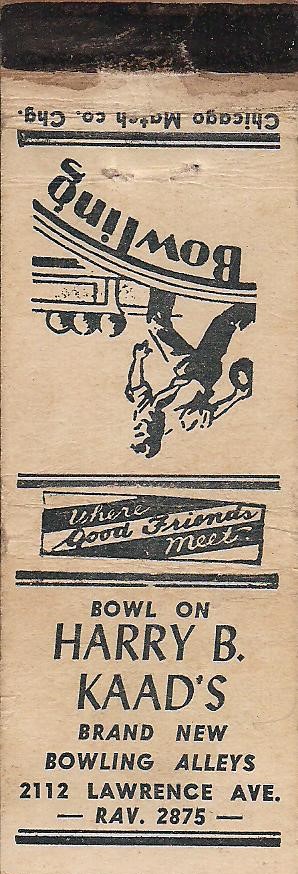 Chicago Match co. Chg.
Bowling
Where
Good Friends
Meet.
BOWL ON
HARRY B.
KAAD'S
BRAND NEW
BOWLING ALLEYS
2112 LAWRENCE AVE.
— RAV. 2875 —